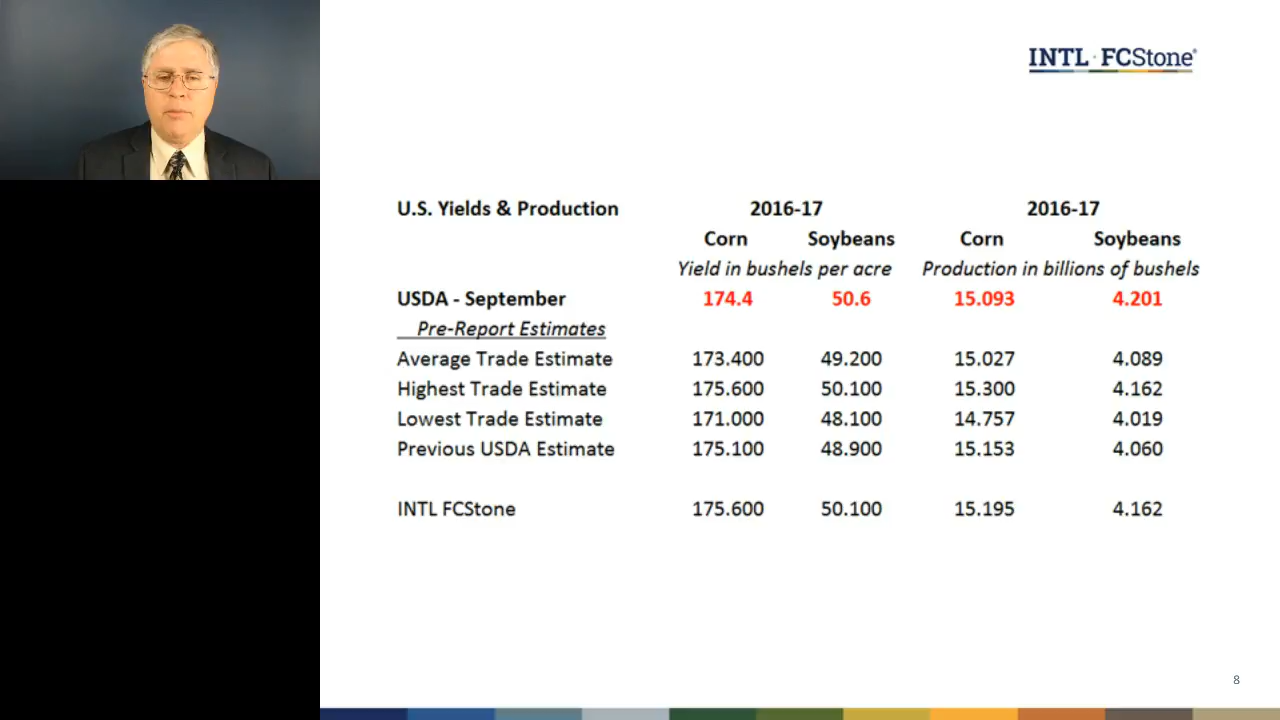 INTL FCStone®
U.S. Yields & Production 2016-17 2016-17
Corn Soybeans Corn Soybeans
Yield in bushels per acre Production in billions of bushels
USDA - September 174.4 50.6 15.093 4.201
Pre-Report Estimates
Average Trade Estimate 173.400 49.200 15.027 4.089
Highest Trade Estimate 175.600 50.100 15.300 4.162
Lowest Trade Estimate 171.000 48.100 14.757 4.019
Previous USDA Estimate 175.100 48.900 15.153 4.060
INTL FCStone 175.600 50.100 15.195 4.162
8